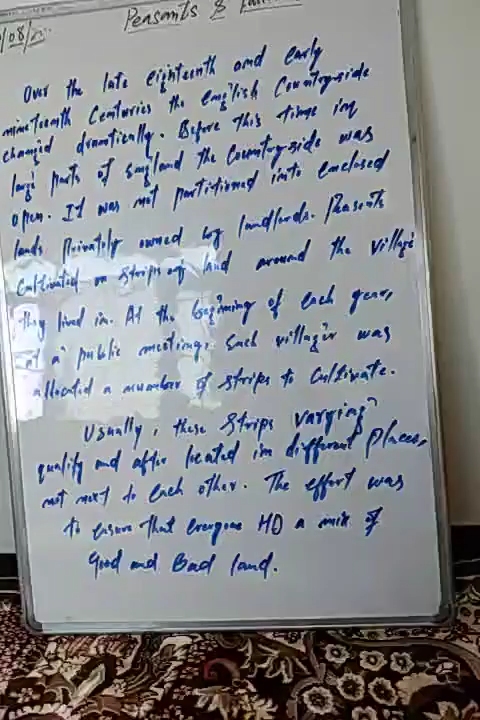 /08/
Peasants &
Over the late eighteenth and early
nineteenth Centuries the english Countryside
changed dramatically. Before this time in
large parts of England the Countryside was
open. It was not partitioned into enclosed
lands Privately owned by landlords. Peasents
Cultivated on strips of land around the village
they lived in. At the beginning of each year,
at a public meeting, Each villager was
allocated a number of strips to Cultivate.
Usually, these strips varying
quality and after located in different Places,
not next to Each other. The effort was
to ensure that everyone HD a mix of
Good and Bad land.